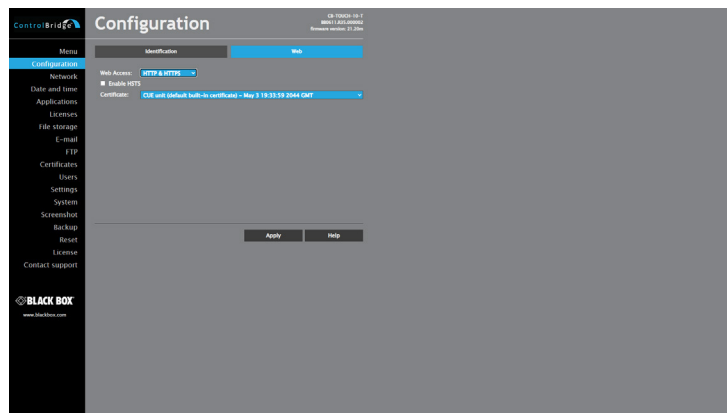 ControlBridge
Configuration
CB-TOUCH-10-T
Firmware version: 21.20m
Menu
Identification
Web
Configuration
Network
Web Access:
HTTP & HTTPS
Enable HSTS
Date and time
Certificate:
CUE unit (default built-in certificate) - May 3 19:33:59 2044 GMT
Applications
Licenses
File storage
E-mail
FTP
Certificates
Users
Settings
System
Screenshot
Backup
Apply
Help
Reset
License
Contact support
BLACK BOX
www.blackbox.com